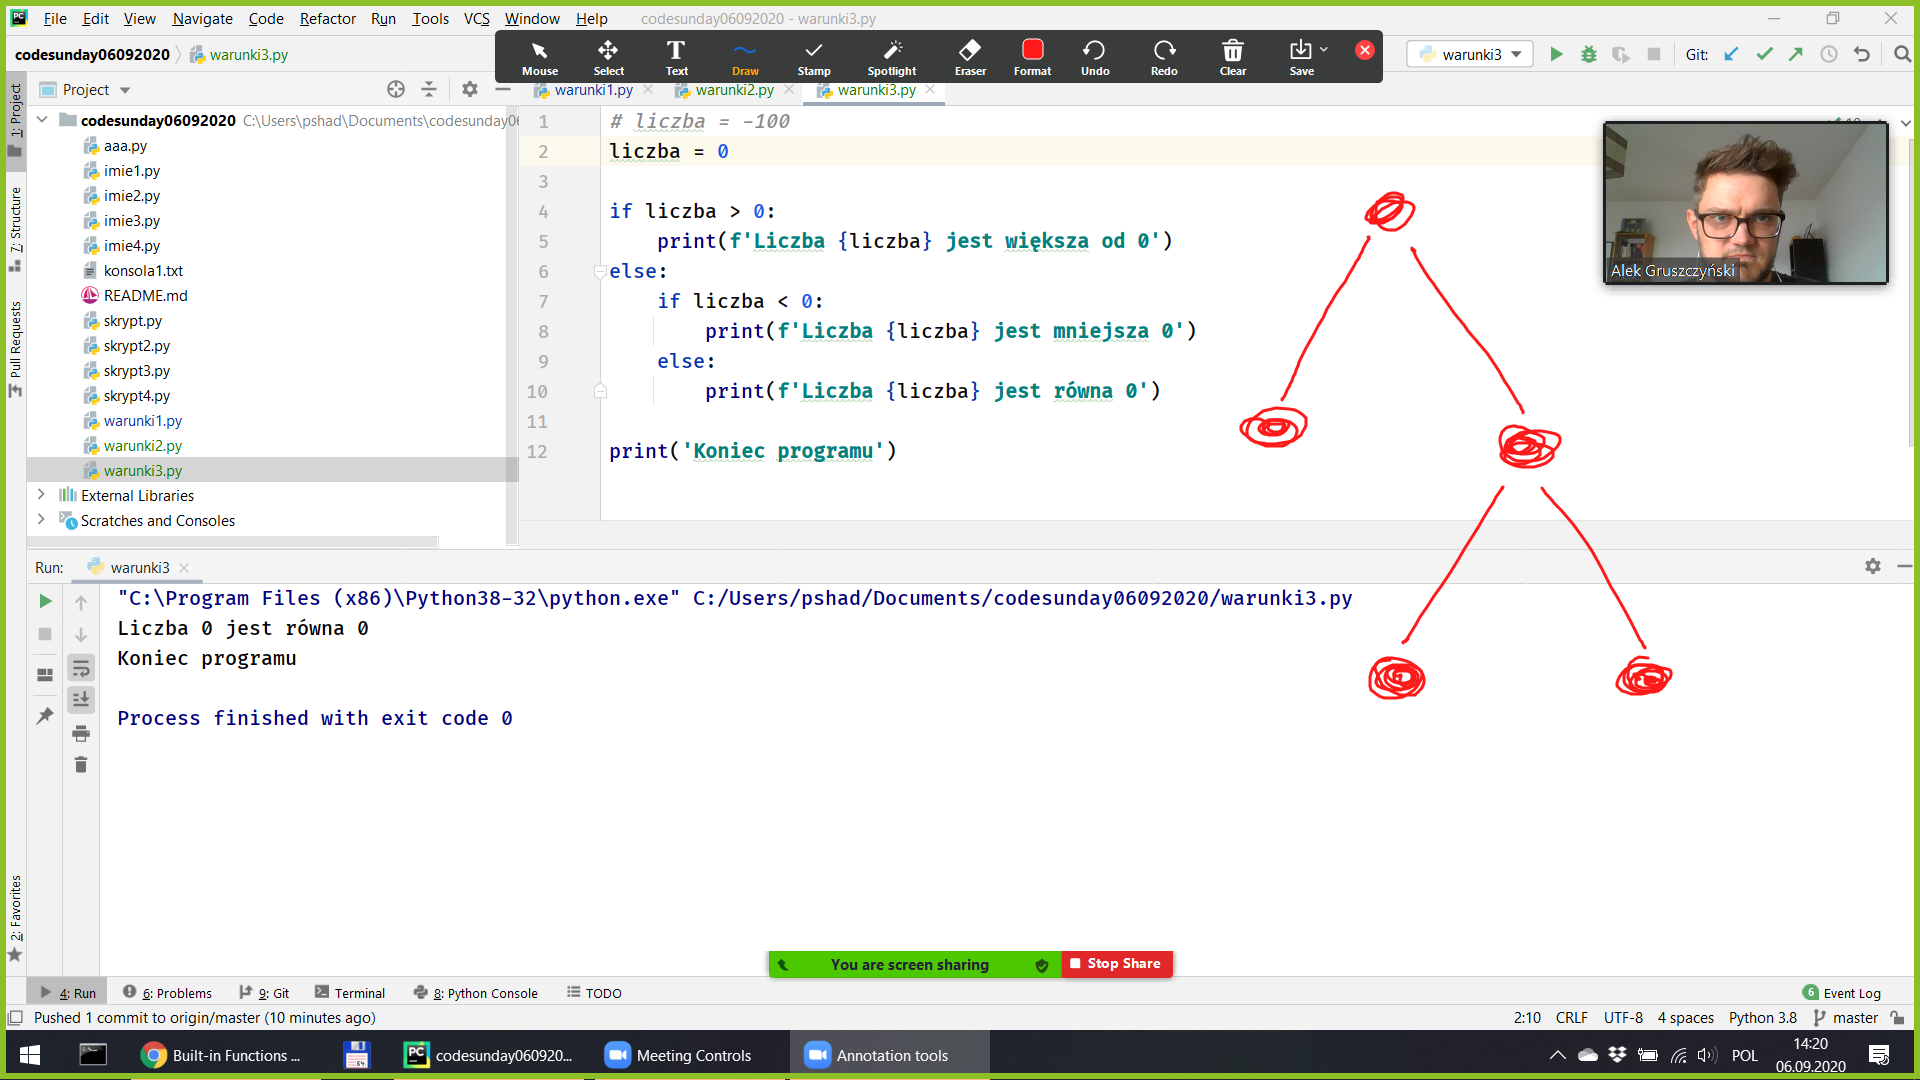 File Edit View Navigate Code Refactor Run Tools VCS Window Help codesunday06092020 - warunki3.py
codesunday06092020 warunki3.py
Mouse Select Text Draw Stamp Spotlight Eraser Format Undo Redo Clear Save
warunki3 Git:
Project
warunki1.py warunki2.py warunki3.py
1: Project
7: Structure
Pull Requests
2: Favorites
codesunday06092020 C:\Users\pshad\Documents\codesunday0
aaa.py
imie1.py
imie2.py
imie3.py
imie4.py
konsola1.txt
README.md
skrypt.py
skrypt2.py
skrypt3.py
skrypt4.py
warunki1.py
warunki2.py
warunki3.py
External Libraries
Scratches and Consoles
1 # liczba = -100
2 liczba = 0
3
4 if liczba > 0:
5 print(f'Liczba {liczba} jest większa od 0')
6 else:
7 if liczba < 0:
8 print(f'Liczba {liczba} jest mniejsza 0')
9 else:
10 print(f'Liczba {liczba} jest równa 0')
11
12 print('Koniec programu')
Alek Gruszczyński
Run: warunki3
"C:\Program Files (x86)\Python38-32\python.exe" C:/Users/pshad/Documents/codesunday06092020/warunki3.py
Liczba 0 jest równa 0
Koniec programu
Process finished with exit code 0
You are screen sharing Stop Share
4: Run 6: Problems 9: Git Terminal 8: Python Console TODO 6 Event Log
Pushed 1 commit to origin/master (10 minutes ago) 2:10 CRLF UTF-8 4 spaces Python 3.8 master
Built-in Functions ... codesunday060920... Meeting Controls Annotation tools POL 14:20
06.09.2020